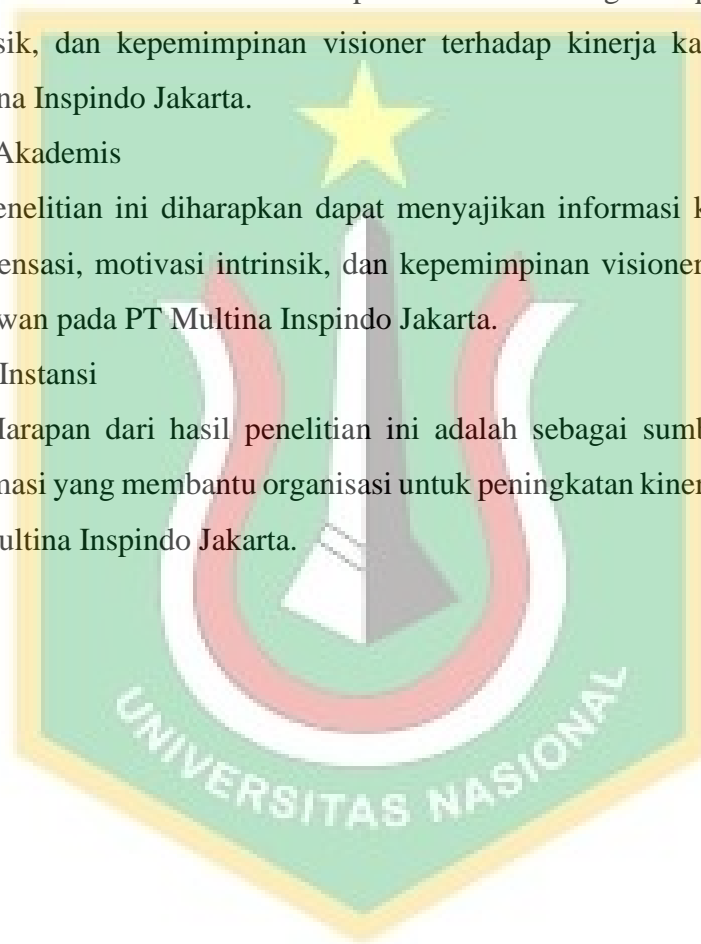 sik, dan kepemimpinan visioner terhadap kinerja ka
na Inspindo Jakarta.
Akademis
enelitian ini diharapkan dapat menyajikan informasi k
ensasi, motivasi intrinsik, dan kepemimpinan visioner
wan pada PT Multina Inspindo Jakarta.
Instansi
Harapan dari hasil penelitian ini adalah sebagai sumb
masi yang membantu organisasi untuk peningkatan kiner
ultina Inspindo Jakarta.
UNIVERSITAS NASIONAL